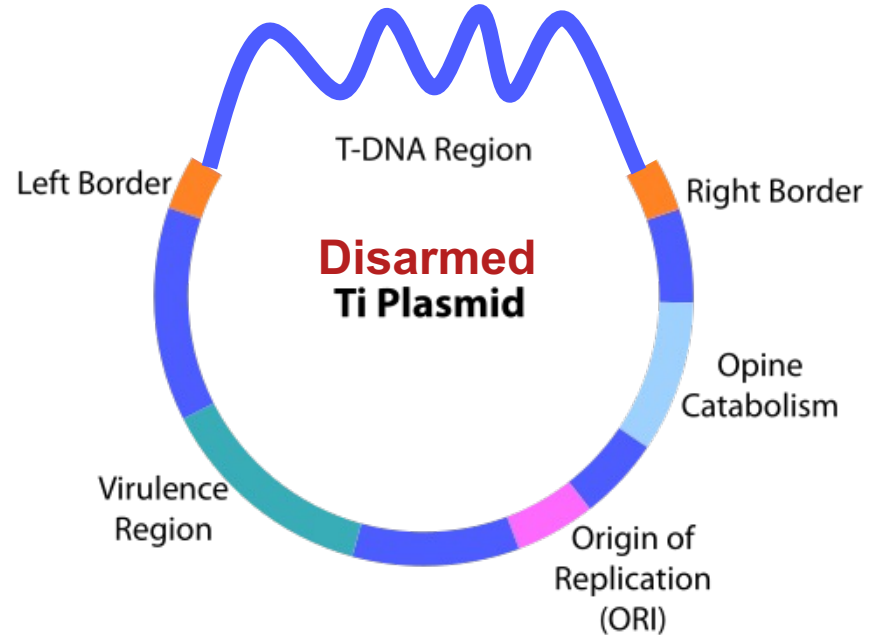 T-DNA Region
Left Border
Right Border
Disarmed
Ti Plasmid
Opine
Catabolism
Virulence
Region
Origin of
Replication
(ORI)